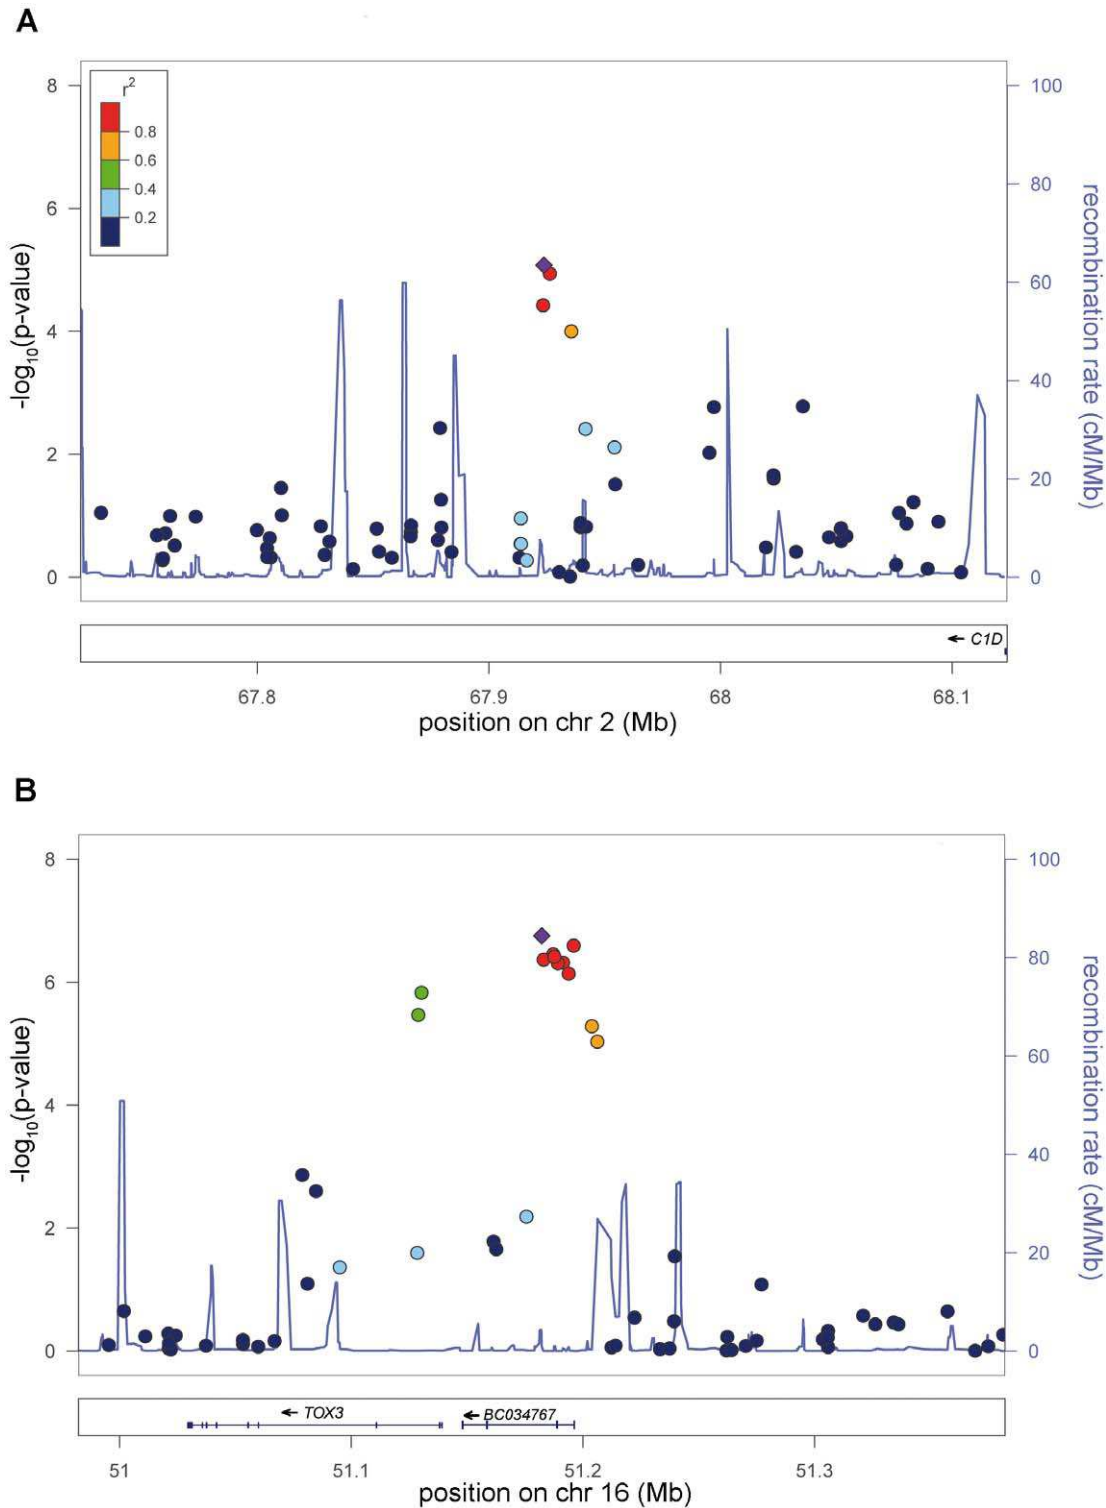 A
r²
0.8
0.6
0.4
0.2
8
6
4
2
0
-log₁₀(p-value)
100
80
60
40
20
0
recombination rate (cM/Mb)
← C1D
67.8 67.9 68 68.1
position on chr 2 (Mb)
B
8
6
4
2
0
-log₁₀(p-value)
100
80
60
40
20
0
recombination rate (cM/Mb)
← TOX3 ← BC034767
51 51.1 51.2 51.3
position on chr 16 (Mb)